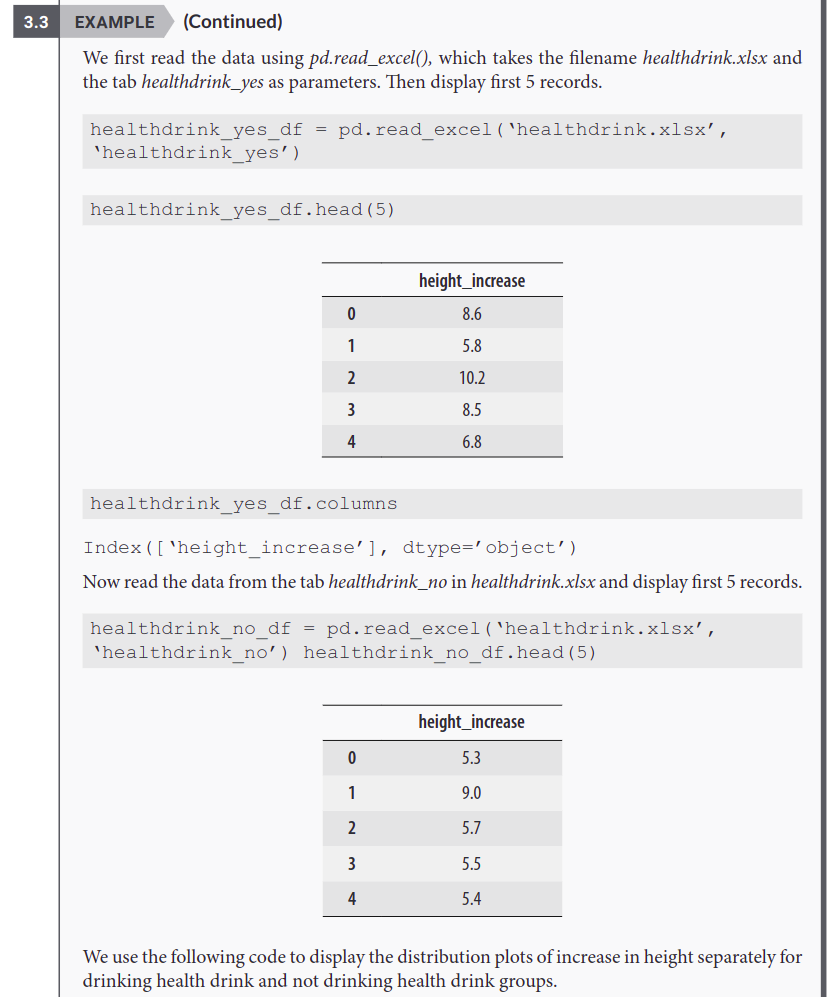 3.3 EXAMPLE (Continued)
We first read the data using pd.read_excel(), which takes the filename healthdrink.xlsx and
the tab healthdrink_yes as parameters. Then display first 5 records.
healthdrink_yes_df = pd.read_excel(‘healthdrink.xlsx’,
‘healthdrink_yes’)
healthdrink_yes_df.head(5)
height_increase
0 8.6
1 5.8
2 10.2
3 8.5
4 6.8
healthdrink_yes_df.columns
Index([‘height_increase’], dtype=’object’)
Now read the data from the tab healthdrink_no in healthdrink.xlsx and display first 5 records.
healthdrink_no_df = pd.read_excel(‘healthdrink.xlsx’,
‘healthdrink_no’) healthdrink_no_df.head(5)
height_increase
0 5.3
1 9.0
2 5.7
3 5.5
4 5.4
We use the following code to display the distribution plots of increase in height separately for
drinking health drink and not drinking health drink groups.